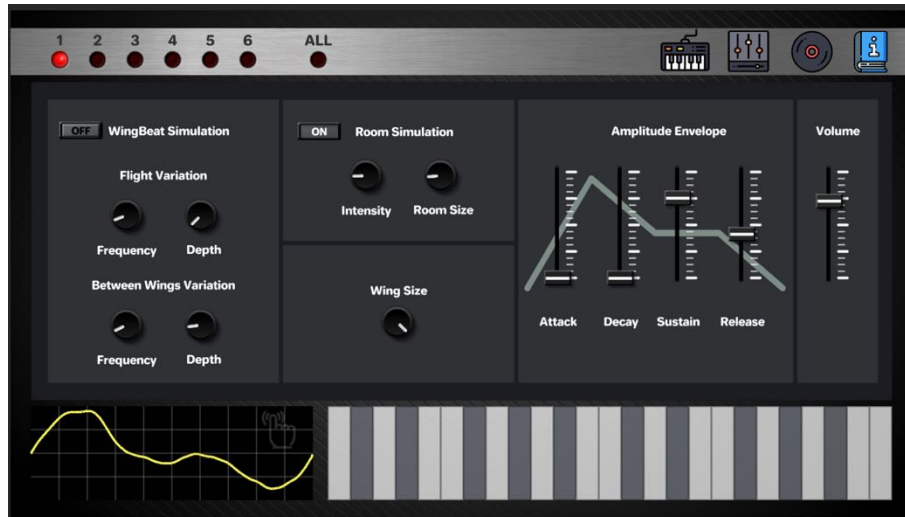 1 2 3 4 5 6 ALL
i
OFF WingBeat Simulation
Flight Variation
Frequency Depth
Between Wings Variation
Frequency Depth
ON Room Simulation
Intensity Room Size
Wing Size
Amplitude Envelope
Attack Decay Sustain Release
Volume